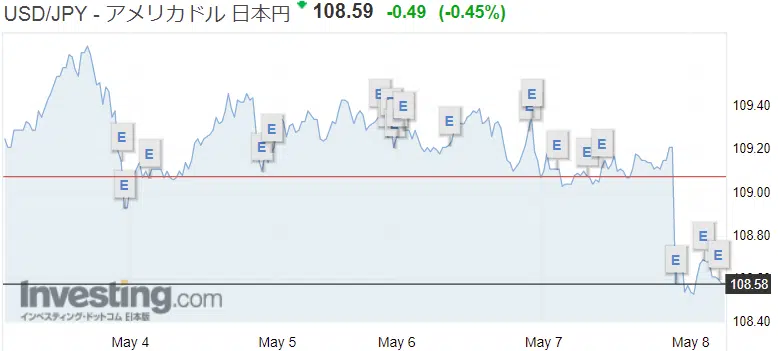 USD/JPY - アメリカドル 日本円 108.59 -0.49 (-0.45%)
E E E E E E E E E E E E E E E
109.40
109.20
109.00
108.80
108.58
108.40
Investing.com
インベスティング・ドットコム 日本版
May 4 May 5 May 6 May 7 May 8